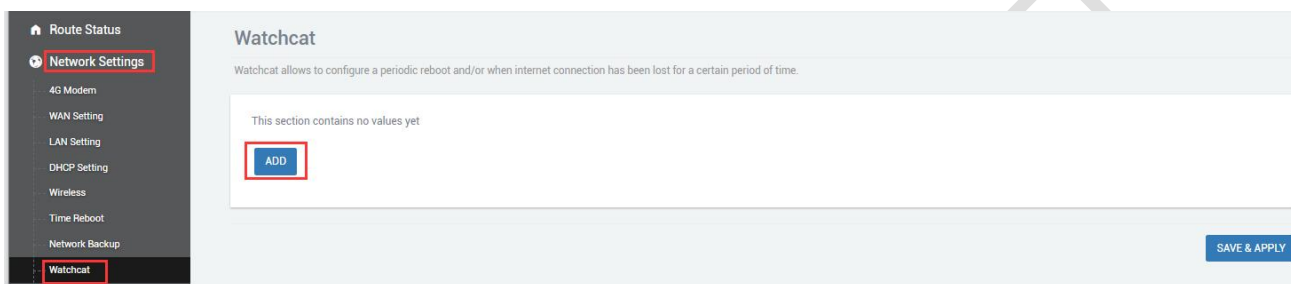 Route Status
Network Settings
4G Modem
WAN Setting
LAN Setting
DHCP Setting
Wireless
Time Reboot
Network Backup
Watchcat
Watchcat
Watchcat allows to configure a periodic reboot and/or when internet connection has been lost for a certain period of time.
This section contains no values yet
ADD
SAVE & APPLY